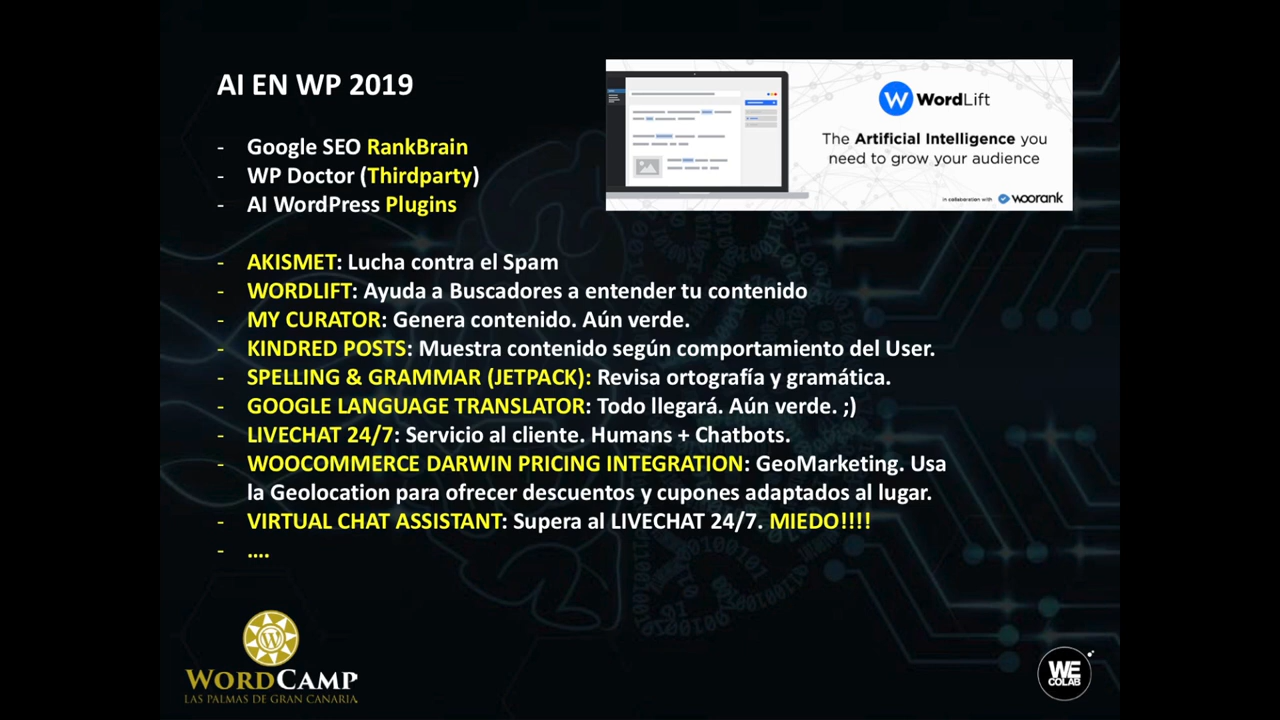 AI EN WP 2019
- Google SEO RankBrain
- WP Doctor (Thirdparty)
- AI WordPress Plugins
W WordLift
The Artificial Intelligence you
need to grow your audience
in collaboration with woorank
- AKISMET: Lucha contra el Spam
- WORDLIFT: Ayuda a Buscadores a entender tu contenido
- MY CURATOR: Genera contenido. Aún verde.
- KINDRED POSTS: Muestra contenido según comportamiento del User.
- SPELLING & GRAMMAR (JETPACK): Revisa ortografía y gramática.
- GOOGLE LANGUAGE TRANSLATOR: Todo llegará. Aún verde. ;)
- LIVECHAT 24/7: Servicio al cliente. Humans + Chatbots.
- WOOCOMMERCE DARWIN PRICING INTEGRATION: GeoMarketing. Usa
la Geolocation para ofrecer descuentos y cupones adaptados al lugar.
- VIRTUAL CHAT ASSISTANT: Supera al LIVECHAT 24/7. MIEDO!!!!
- ....
WORDCAMP
LAS PALMAS DE GRAN CANARIA
WE
COLAB